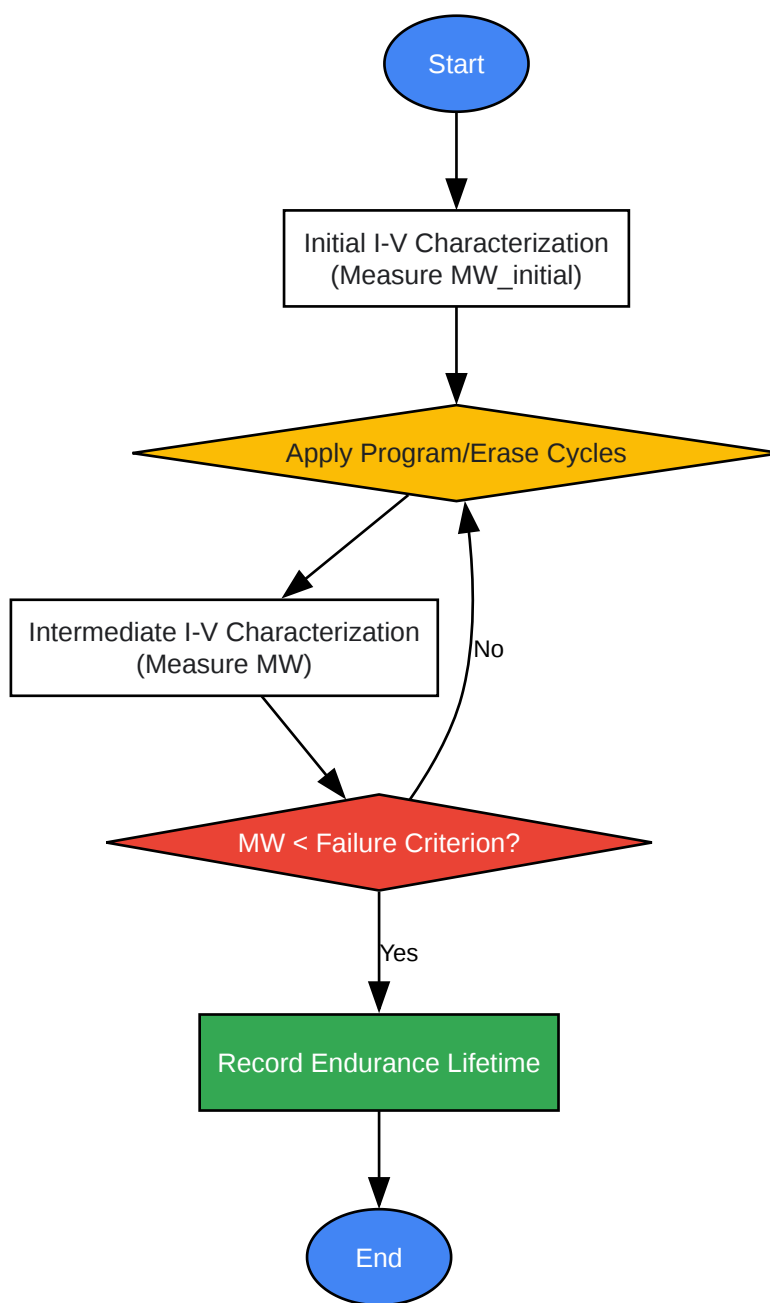 Start
Initial I-V Characterization
(Measure MW_initial)
Apply Program/Erase Cycles
Intermediate I-V Characterization
(Measure MW)
No
MW < Failure Criterion?
Yes
Record Endurance Lifetime
End